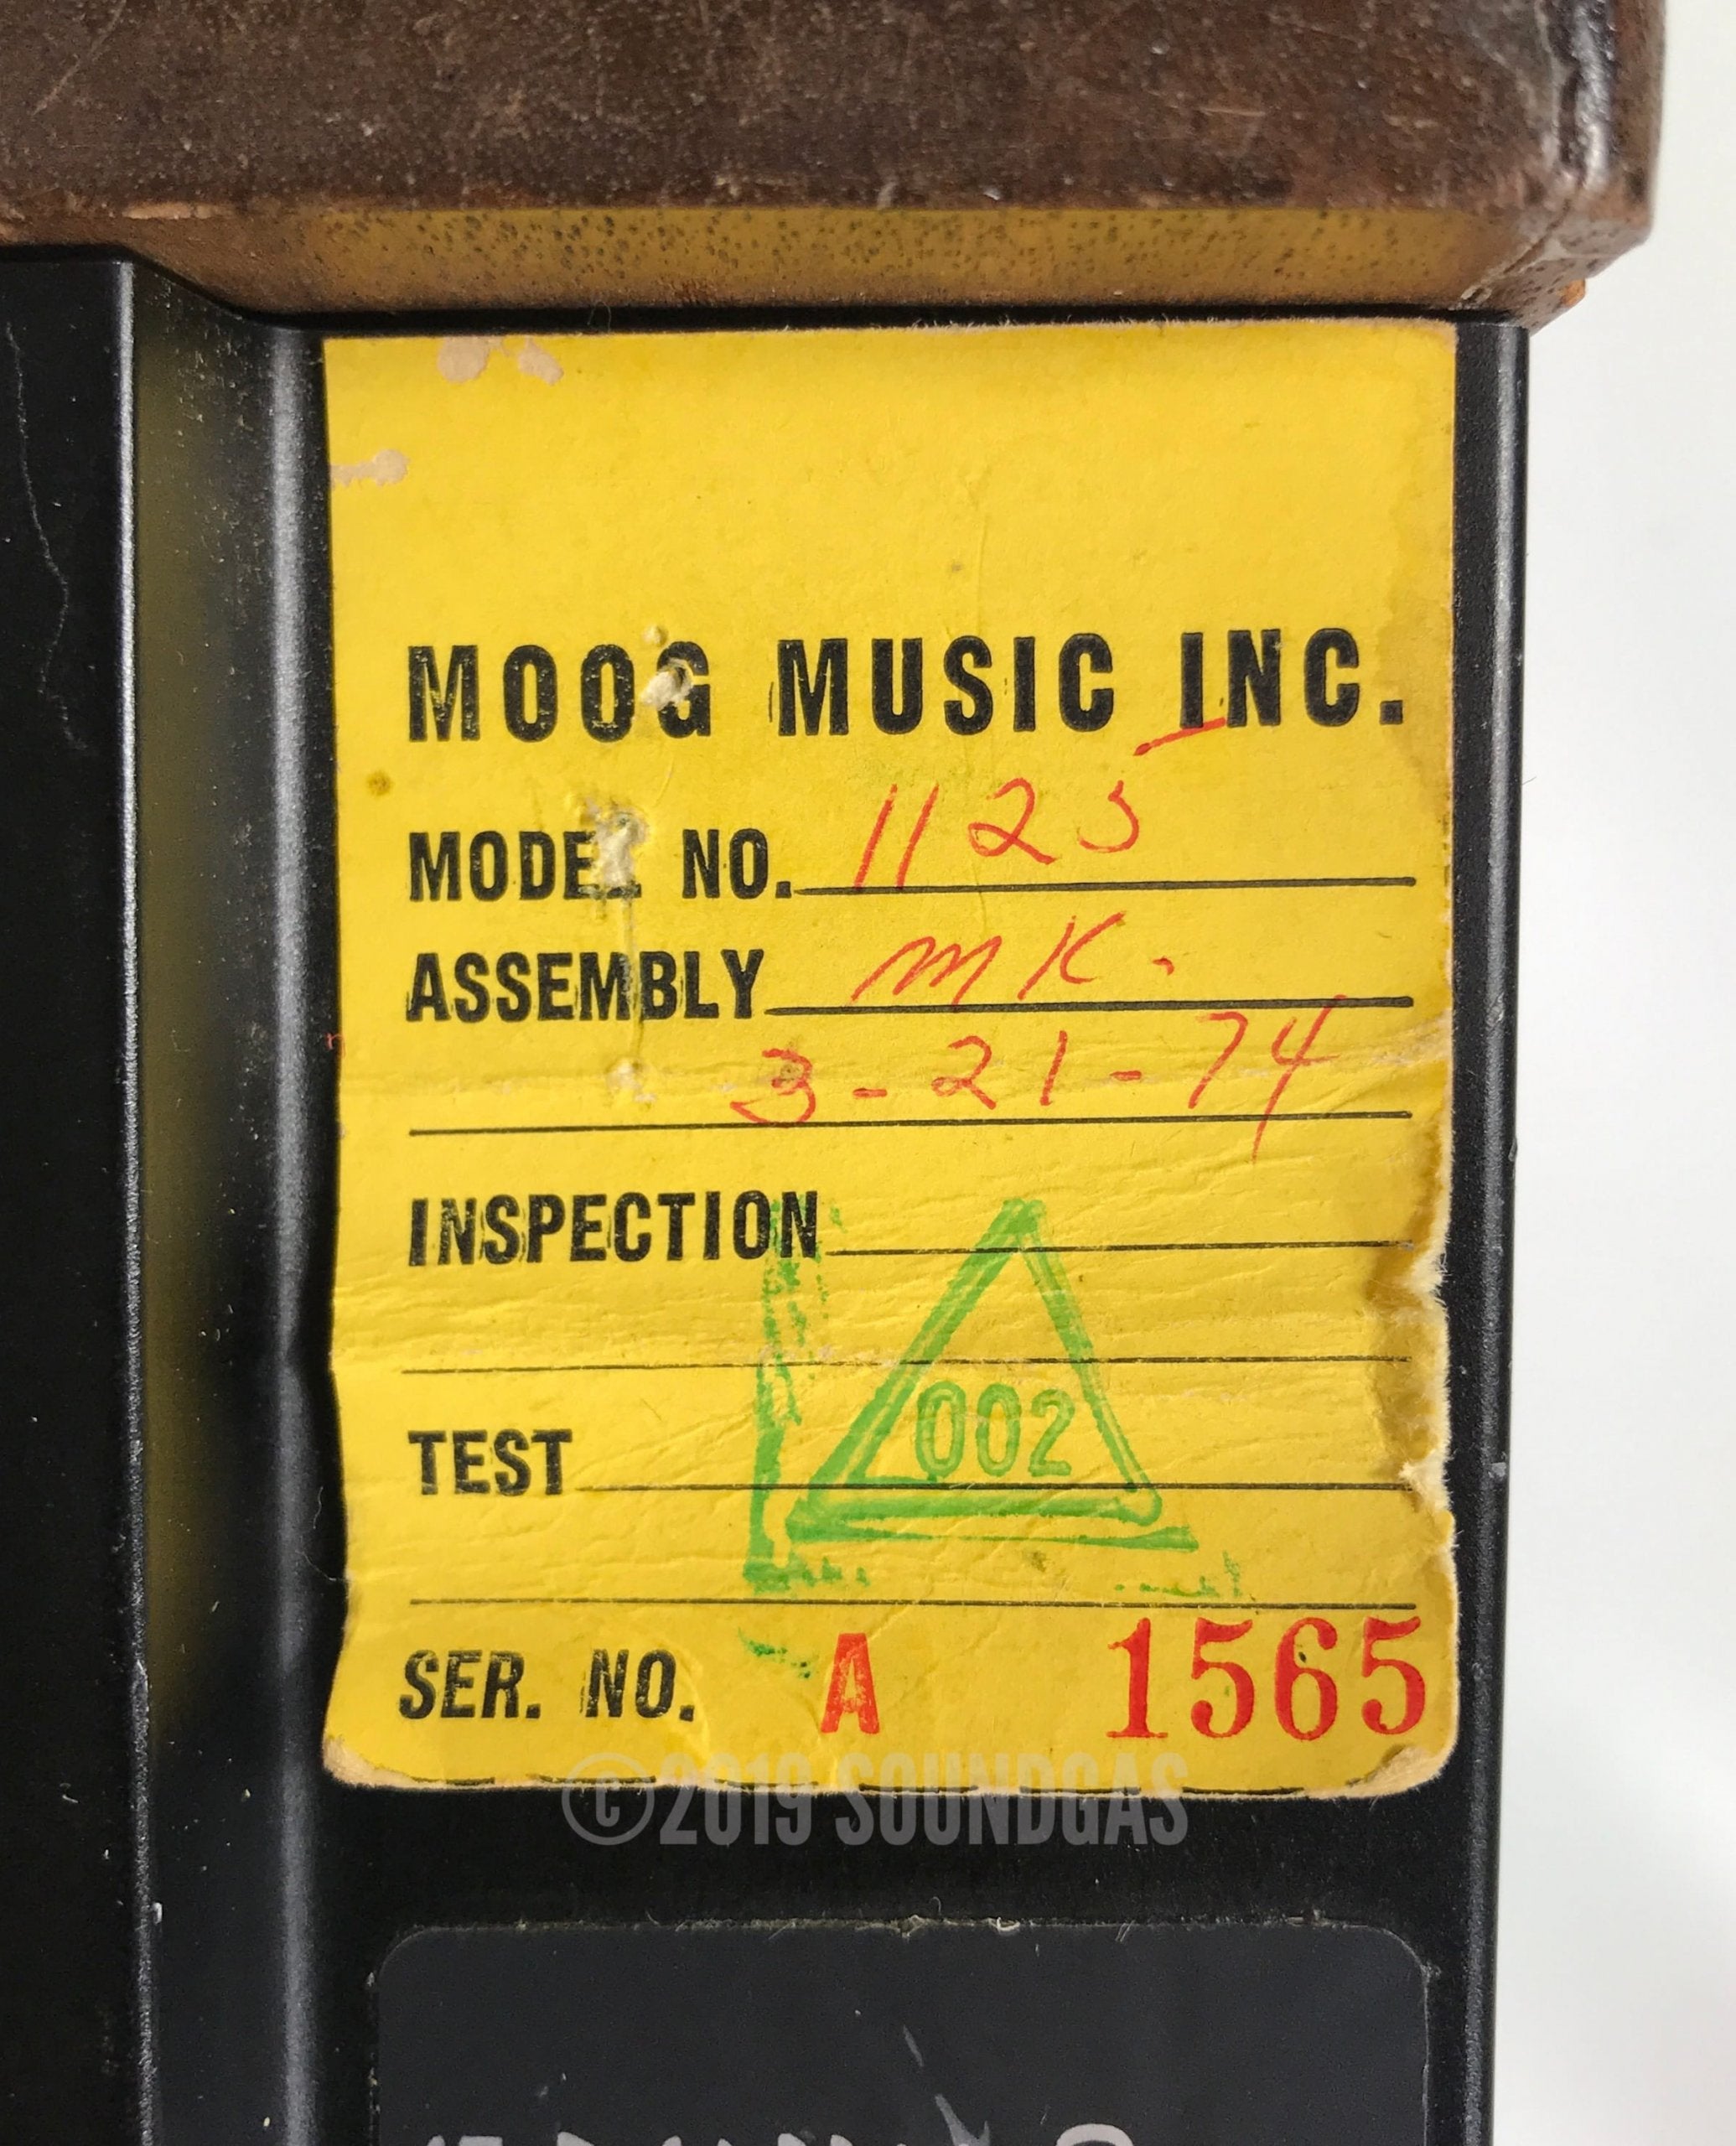 MOOG MUSIC INC.
MODEL NO. 1125
ASSEMBLY MK.
3-21-74
INSPECTION
002
TEST
SER. NO. A 1565
©2019 SOUNDGAS